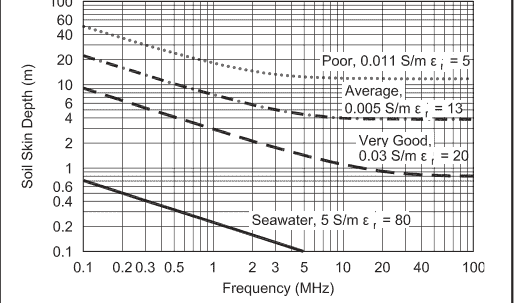 100
60
40
20
10
6
4
2
1
0.6
0.4
0.2
0.1
Soil Skin Depth (m)
Poor, 0.011 S/m ε r = 5
Average,
0.005 S/m ε r = 13
Very Good,
0.03 S/m ε r = 20
Seawater, 5 S/m ε r = 80
0.1 0.2 0.3 0.5 1 2 3 5 10 20 40 100
Frequency (MHz)